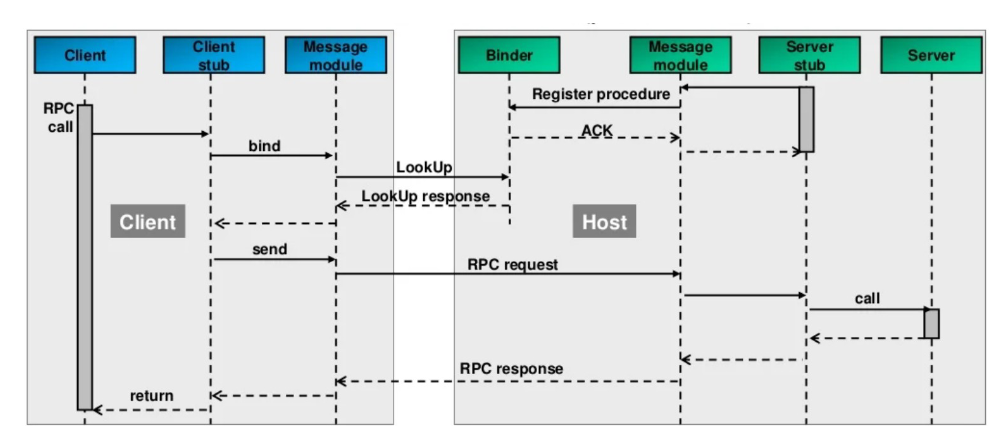 Client
Client
stub
Message
module
Binder
Message
module
Server
stub
Server
RPC
call
Register procedure
ACK
bind
LookUp
LookUp response
Client
Host
send
RPC request
call
RPC response
return